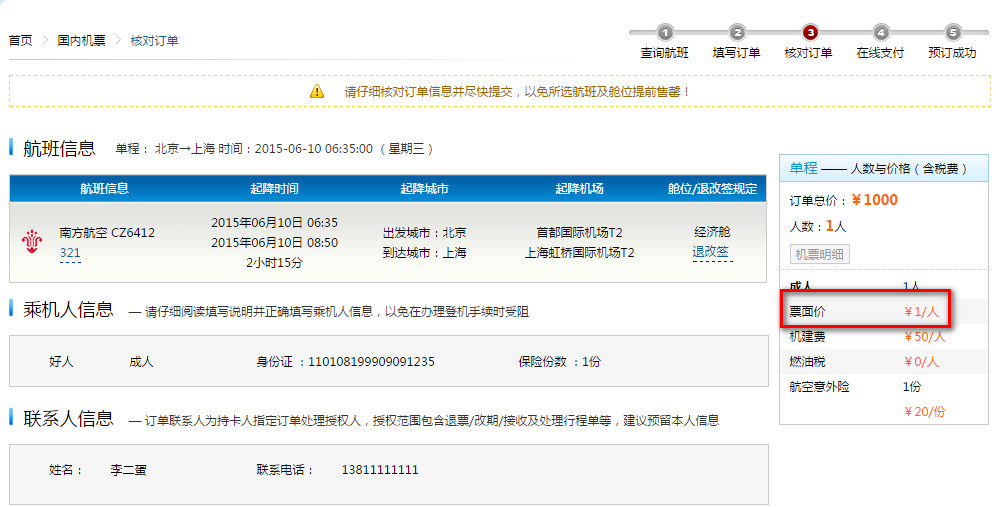 首页 > 国内机票 > 核对订单
1 2 3 4 5
查询航班 填写订单 核对订单 在线支付 预订成功
请仔细核对订单信息并尽快提交，以免所选航班及舱位提前售罄！
航班信息 单程： 北京→上海 时间：2015-06-10 06:35:00 （星期三）
航班信息 起降时间 起降城市 起降机场 舱位/退改签规定
南方航空 CZ6412
321
2015年06月10日 06:35
2015年06月10日 08:50
2小时15分
出发城市：北京
到达城市：上海
首都国际机场T2
上海虹桥国际机场T2
经济舱
退改签
乘机人信息 — 请仔细阅读填写说明并正确填写乘机人信息，以免在办理登机手续时受阻
好人 成人 身份证 ：110108199909091235 保险份数 ：1份
联系人信息 — 订单联系人为持卡人指定订单处理授权人，授权范围包含退票/改期/接收及处理行程单等，建议预留本人信息
姓名： 李二蛋 联系电话： 13811111111
单程 —— 人数与价格（含税费）
订单总价：￥1000
人数：1人
机票明细
成人 1人
票面价 ￥1/人
机建费 ￥50/人
燃油税 ￥0/人
航空意外险 1份
￥20/份